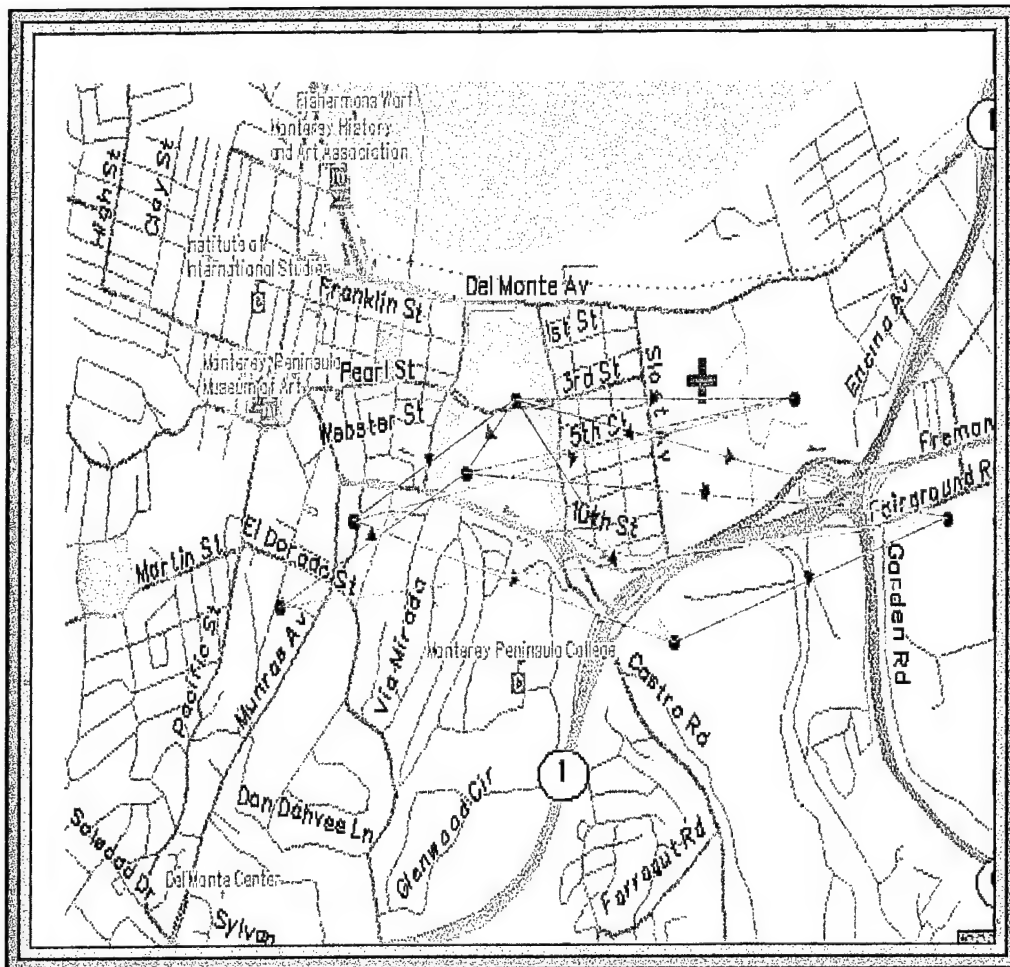 Fishermans Worf
Monterey History
and Art Association
High St
Clay St
Institute of
International Studies
Franklin St
Del Monte Av
1st St
3rd St
5th St
10th St
Sloat Hwy
Encina Av
Monterey Peninsula
Museum of Art
Pearl St
Webster St
Fremon
Fairground R
Martin St
El Dorado St
Pacific St
Munras Av
Via Mirada
Monterey Peninsula College
Castro Rd
Garden Rd
1
Don Dahvee Ln
Glenwood Cir
Farragut Rd
Soledad Dr
Del Monte Center
Sylvan